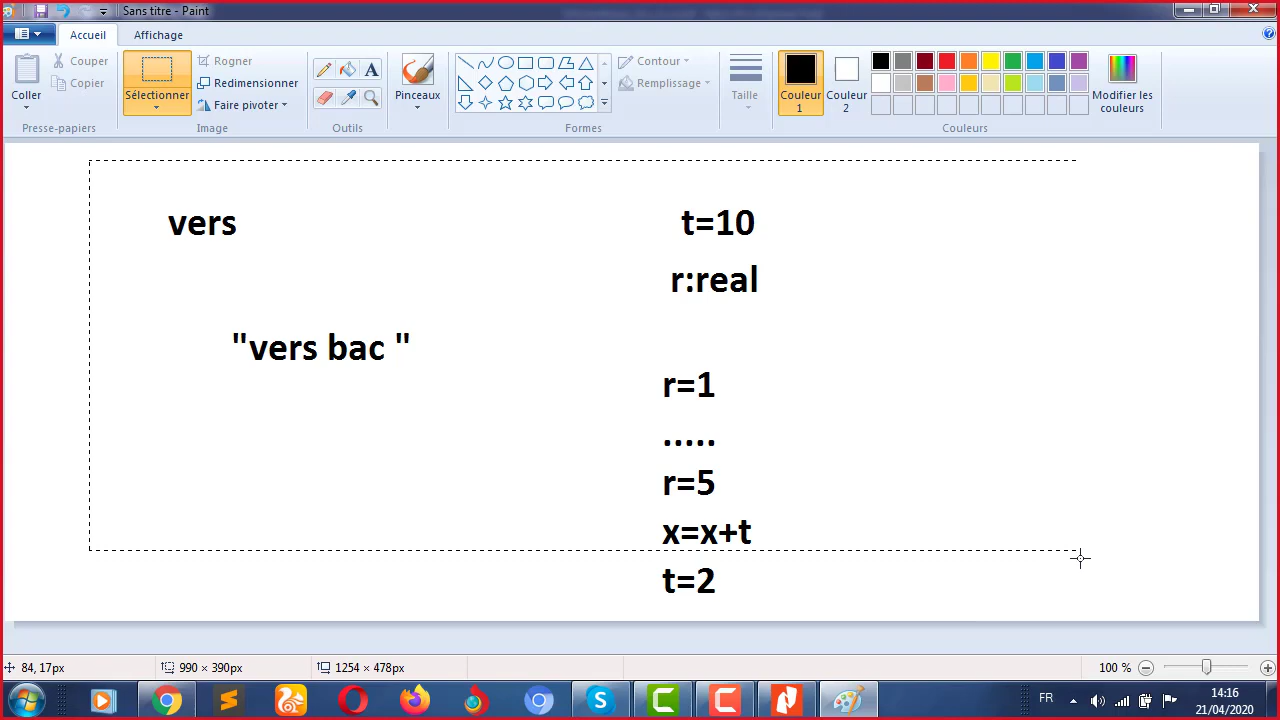 Sans titre - Paint
Accueil Affichage
Coller
Couper
Copier
Presse-papiers
Sélectionner
Rogner
Redimensionner
Faire pivoter
Image
Outils
Pinceaux
Contour
Remplissage
Formes
Taille
Couleur 1
Couleur 2
Modifier les couleurs
Couleurs
vers t=10
r:real
"vers bac "
r=1
.....
r=5
x=x+t
t=2
84, 17px 990 × 390px 1254 × 478px 100 %
FR 14:16
21/04/2020